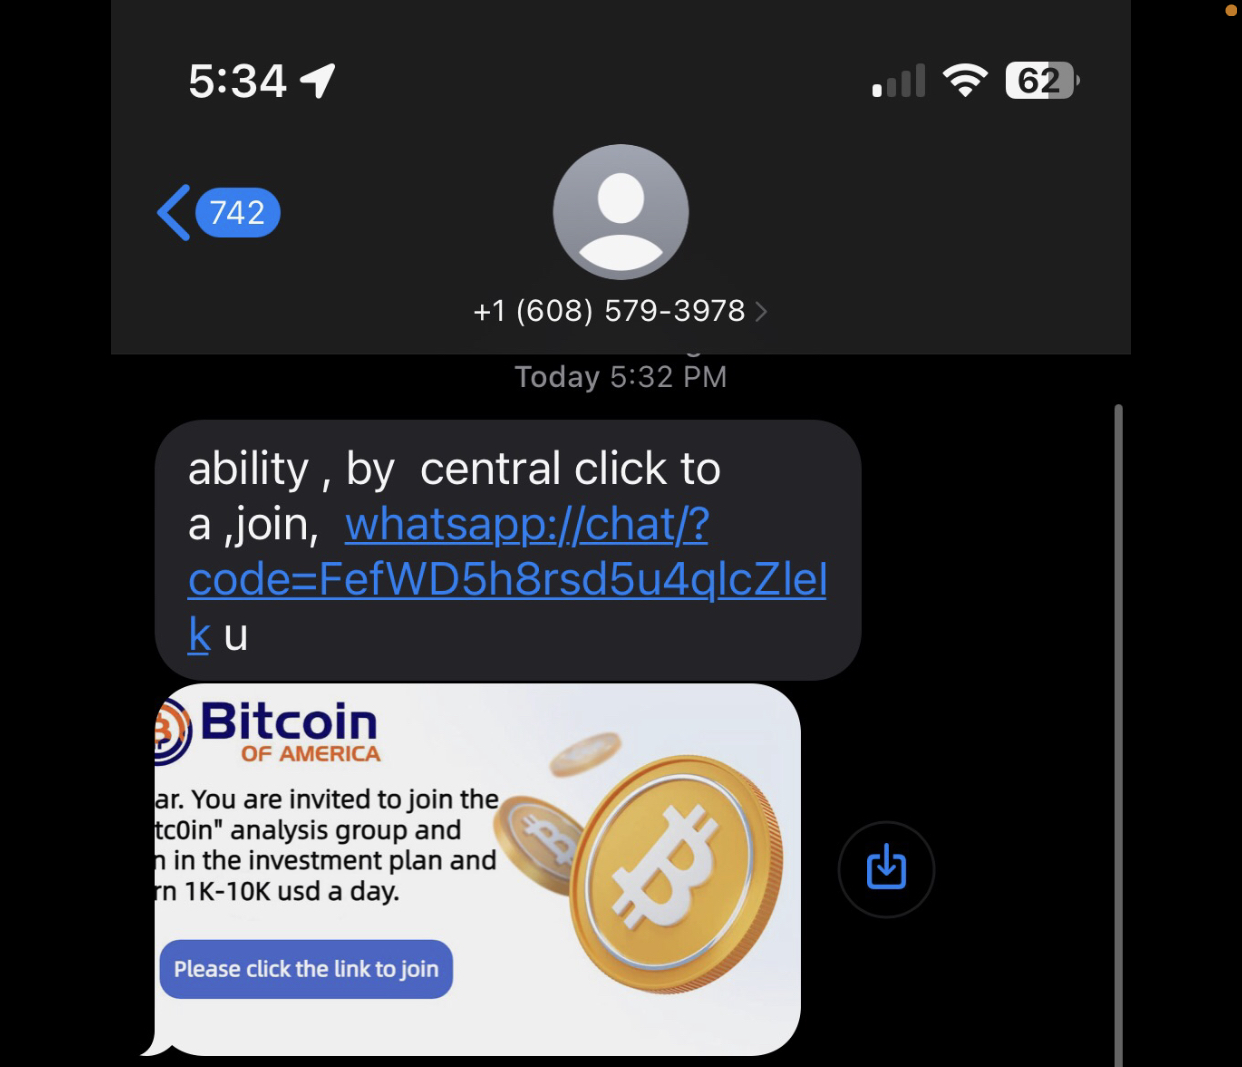 5:34
62
742
+1 (608) 579-3978
Today 5:32 PM
ability , by  central click to
a ,join,  whatsapp://chat/?
code=FefWD5h8rsd5u4qlcZlel
k u
Bitcoin
OF AMERICA
ar. You are invited to join the
tc0in" analysis group and
n in the investment plan and
rn 1K-10K usd a day.
Please click the link to join